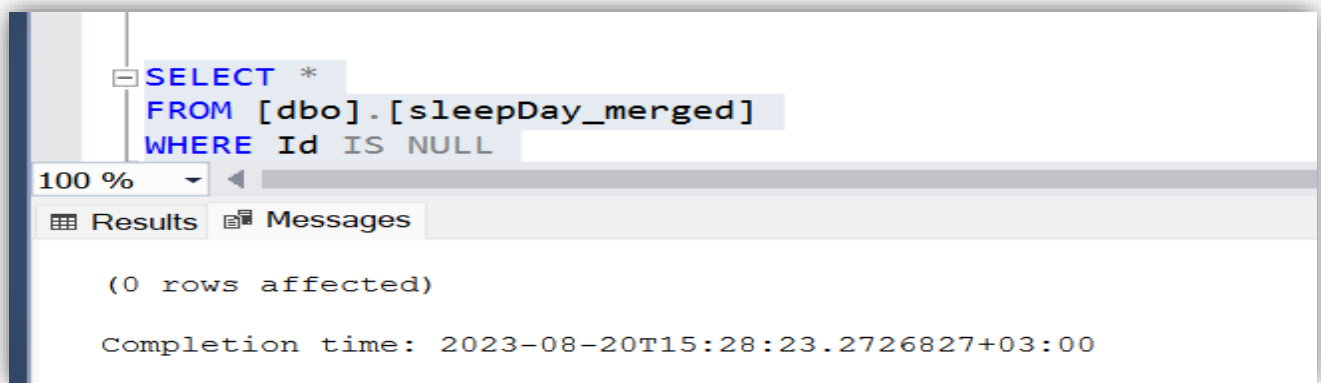 SELECT *
FROM [dbo].[sleepDay_merged]
WHERE Id IS NULL
100 %
Results Messages
(0 rows affected)
Completion time: 2023-08-20T15:28:23.2726827+03:00